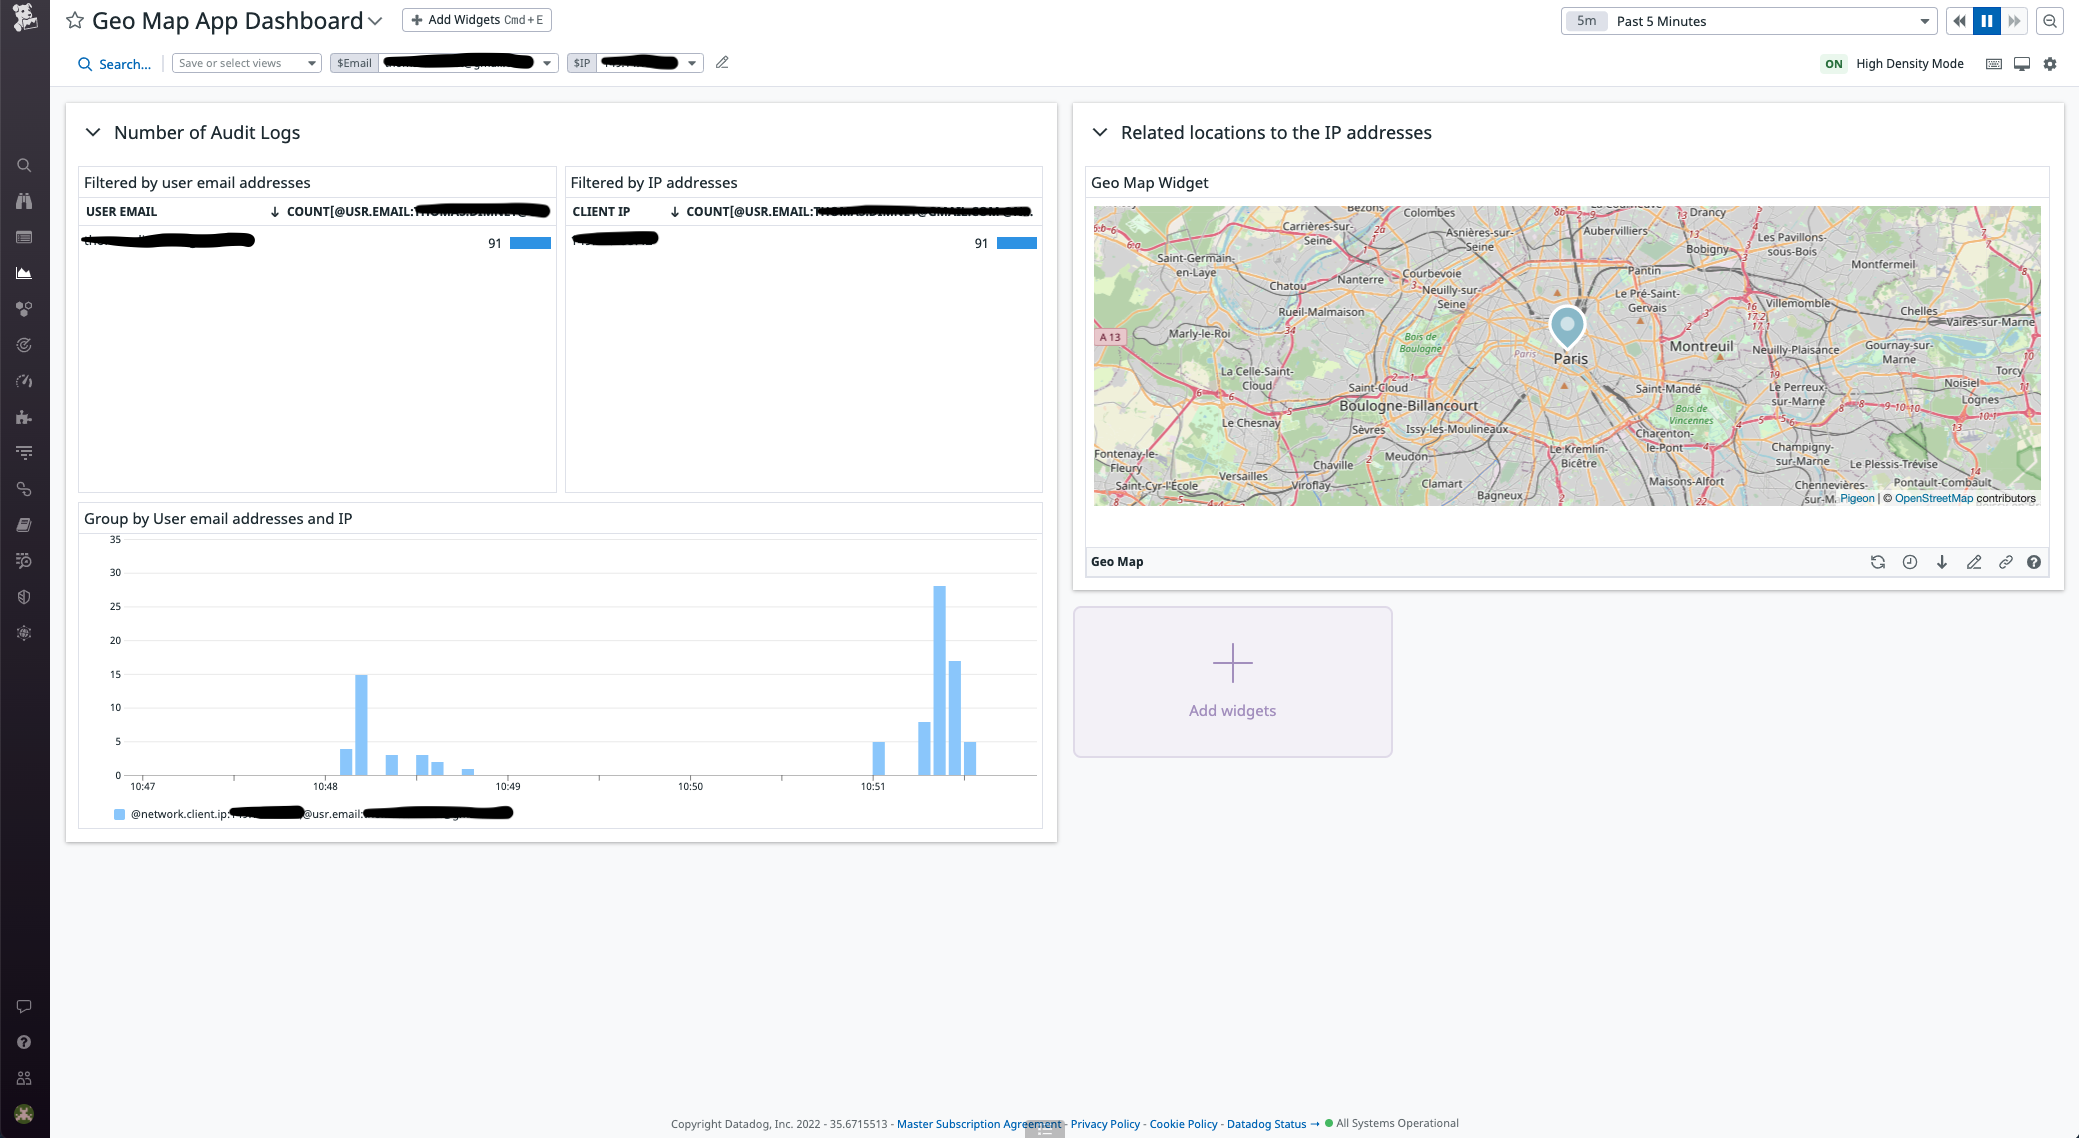 Geo Map App Dashboard
Add Widgets Cmd+E
5m Past 5 Minutes
Search...
Save or select views
$Email
$IP
ON High Density Mode
Number of Audit Logs
Filtered by user email addresses
USER EMAIL
COUNT[@USR.EMAIL:
91
Filtered by IP addresses
CLIENT IP
COUNT[@USR.EMAIL:
91
Group by User email addresses and IP
35
30
25
20
15
10
5
0
10:47 10:48 10:49 10:50 10:51
@network.client.ip: @usr.email:
Related locations to the IP addresses
Geo Map Widget
Bezons
Colombes
Drancy
Carrières-sur-Seine
Asnières-sur-Seine
Aubervilliers
Bobigny
Les Pavillons-sous-Bois
Saint-Germain-en-Laye
Courbevoie
Pantin
Montfermeil
Chatou
Nanterre
Neuilly-sur-Seine
Le Pré-Saint-Gervais
Villemomble
Rueil-Malmaison
Chelles
Vaires-sur-Marne
A 13
Marly-le-Roi
Bois de Boulogne
Paris
Paris
Montreuil
Neuilly-Plaisance
Gournay-sur-Marne
La Celle-Saint-Cloud
Torcy
Saint-Cloud
Saint-Mandé
Le Perreux-sur-Marne
Noisiel
Lognes
Boulogne-Billancourt
Bois de Vincennes
Le Chesnay
Sèvres
Issy-les-Moulineaux
Charenton-le-Pont
Fontenay-le-Fleury
Chaville
Meudon
Le Kremlin-Bicêtre
Champigny-sur-Marne
Le Plessis-Trévise
Saint-Cyr-l'École
Versailles
Viroflay
Clamart
Bagneux
Maisons-Alfort
Chennevières-sur-M
Pontault-Combault
Pigeon | © OpenStreetMap contributors
Geo Map
Add widgets
Copyright Datadog, Inc. 2022 - 35.6715513 - Master Subscription Agreement - Privacy Policy - Cookie Policy - Datadog Status → All Systems Operational